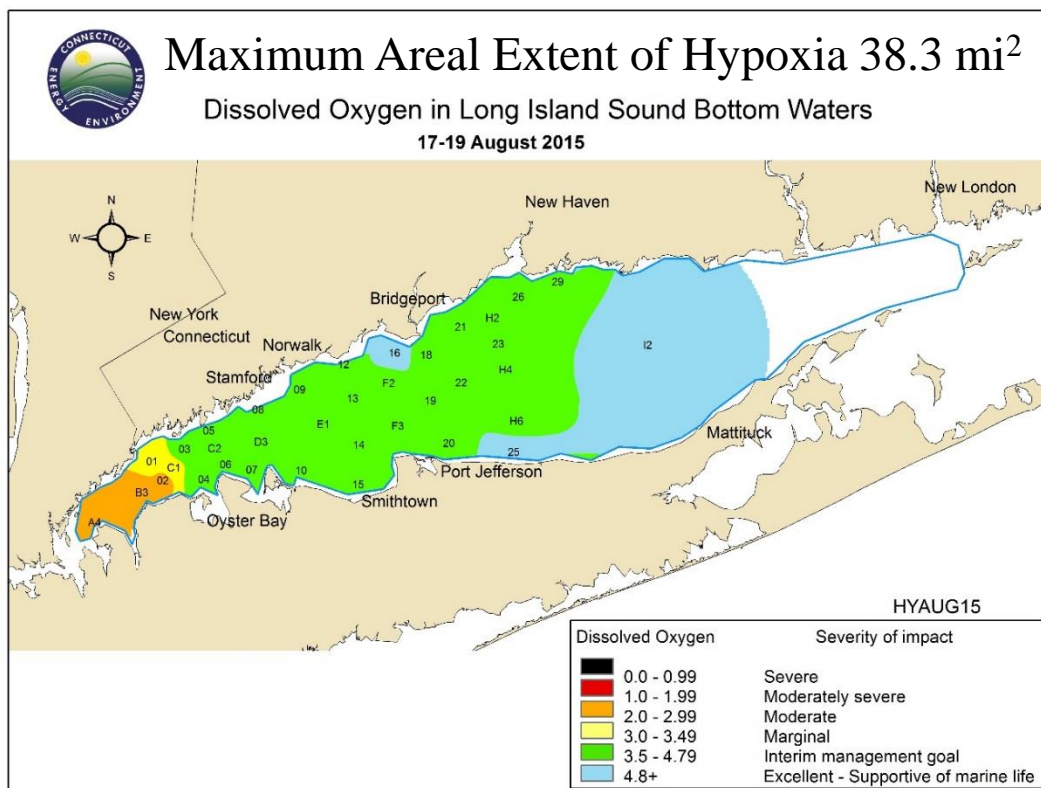 CONNECTICUT
ENERGY
ENVIRONMENT
Maximum Areal Extent of Hypoxia 38.3 mi²
Dissolved Oxygen in Long Island Sound Bottom Waters
17-19 August 2015
N
W E
S
New London
New Haven
29
26
Bridgeport
H2
21
New York
Connecticut
23
I2
Norwalk
16
18
12
H4
Stamford
F2
22
09
13
19
08
E1
F3
H6
05
D3
14
20
25
Mattituck
03
C2
Port Jefferson
01
C1
06
07
10
02
04
15
Smithtown
B3
A4
Oyster Bay
HYAUG15
Dissolved Oxygen Severity of impact
0.0 - 0.99 Severe
1.0 - 1.99 Moderately severe
2.0 - 2.99 Moderate
3.0 - 3.49 Marginal
3.5 - 4.79 Interim management goal
4.8+ Excellent - Supportive of marine life